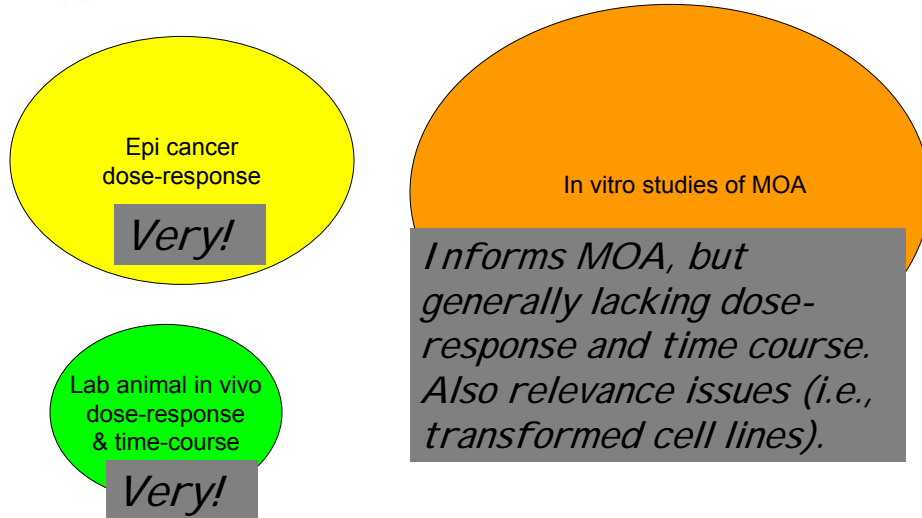 Epi cancer
dose-response
Very!
In vitro studies of MOA
Informs MOA, but
generally lacking dose-
response and time course.
Also relevance issues (i.e.,
transformed cell lines).
Lab animal in vivo
dose-response
& time-course
Very!